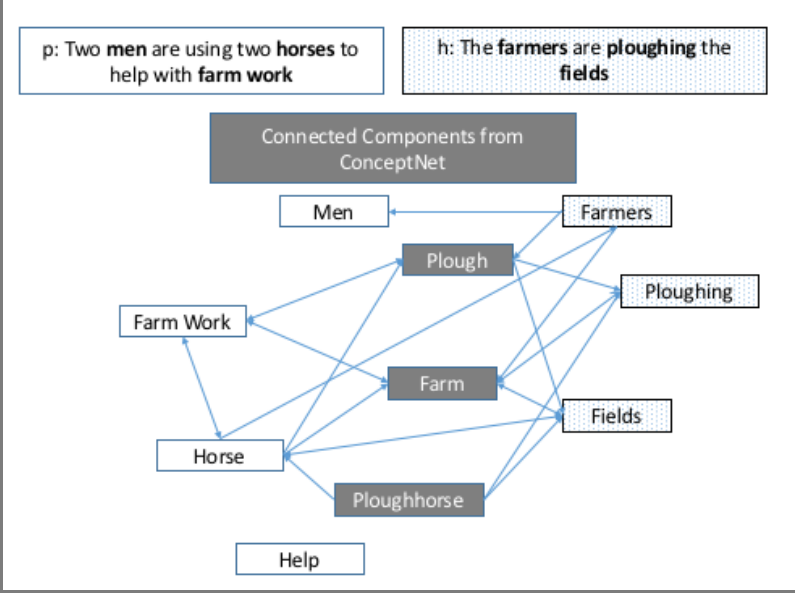 p: Two men are using two horses to
help with farm work
h: The farmers are ploughing the
fields
Connected Components from
ConceptNet
Men
Farmers
Plough
Ploughing
Farm Work
Farm
Fields
Horse
Ploughhorse
Help